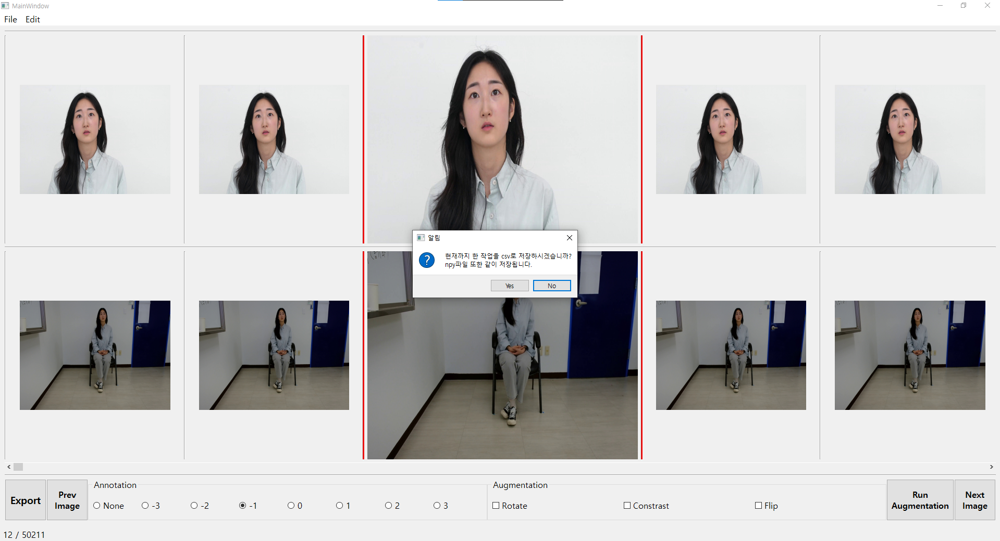 MainWindow
File Edit
알림
현재까지 한 작업을 csv로 저장하시겠습니까?
npy파일 또한 같이 저장됩니다.
Yes No
Export
Prev
Image
Annotation
None -3 -2 -1 0 1 2 3
Augmentation
Rotate Constrast Flip
Run
Augmentation
Next
Image
12 / 50211